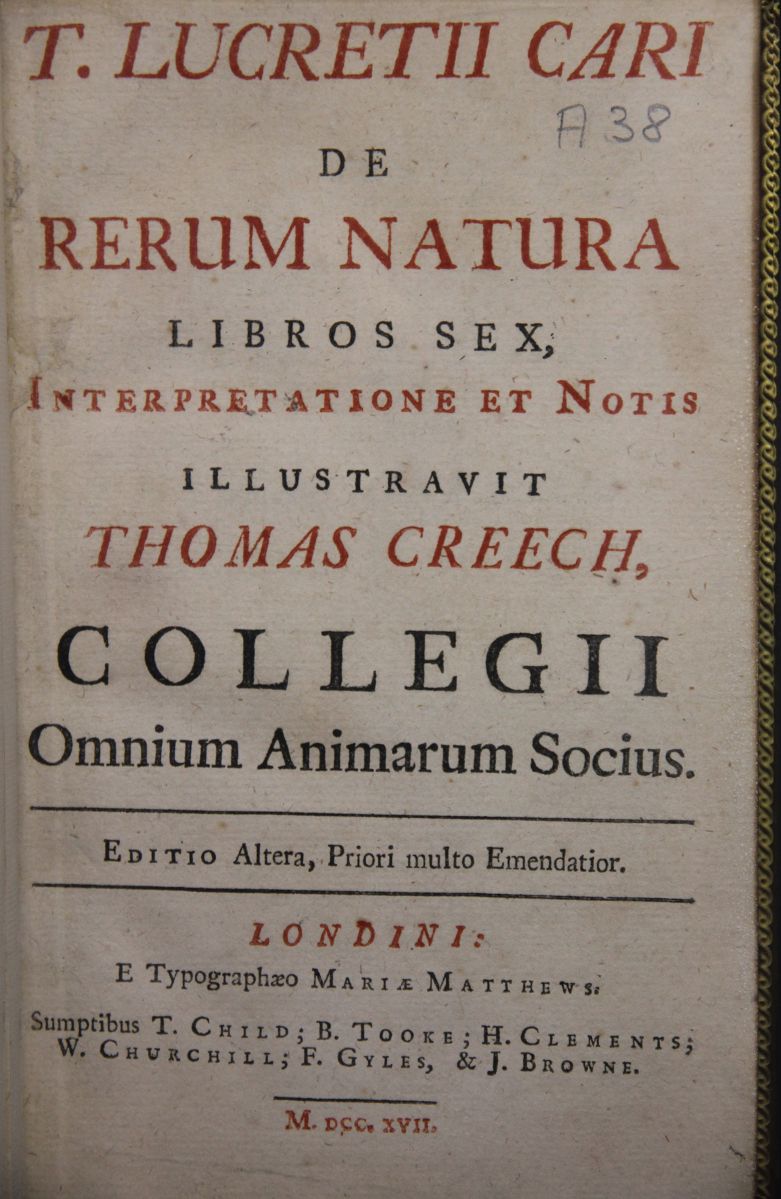 T. LUCRETII CARI
A 38
DE
RERUM NATURA
LIBROS SEX,
INTERPRETATIONE ET NOTIS
ILLUSTRAVIT
THOMAS CREECH,
COLLEGII
Omnium Animarum Socius.
EDITIO Altera, Priori multo Emendatior.
LONDINI:
E Typographæo MARIÆ MATTHEWS.
Sumptibus T. CHILD; B. TOOKE; H. CLEMENTS;
W. CHURCHILL; F. GYLES, & J. BROWNE.
M. DCC. XVII.